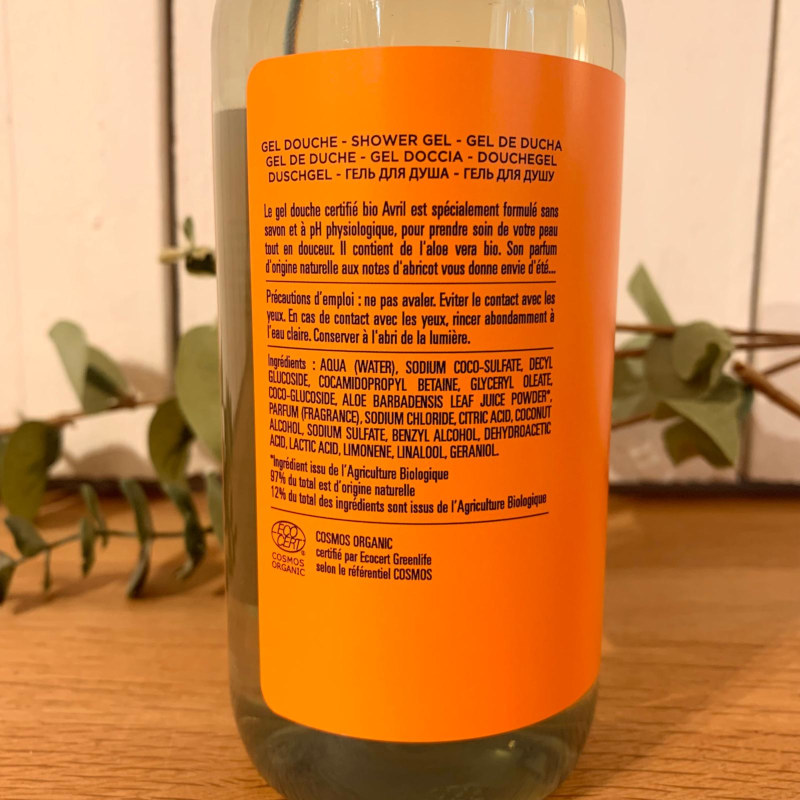 GEL DOUCHE - SHOWER GEL - GEL DE DUCHA
GEL DE DUCHE - GEL DOCCIA - DOUCHEGEL
DUSCHGEL - ГЕЛЬ ДЛЯ ДУША - ГЕЛЬ ДЛЯ ДУШУ
Le gel douche certifié bio Avril est spécialement formulé sans
savon et à pH physiologique, pour prendre soin de votre peau
tout en douceur. Il contient de l'aloe vera bio. Son parfum
d'origine naturelle aux notes d'abricot vous donne envie d'été...
Précautions d'emploi : ne pas avaler. Eviter le contact avec les
yeux. En cas de contact avec les yeux, rincer abondamment à
l'eau claire. Conserver à l'abri de la lumière.
Ingrédients : AQUA (WATER), SODIUM COCO-SULFATE, DECYL
GLUCOSIDE, COCAMIDOPROPYL BETAINE, GLYCERYL OLEATE,
COCO-GLUCOSIDE, ALOE BARBADENSIS LEAF JUICE POWDER*,
PARFUM (FRAGRANCE), SODIUM CHLORIDE, CITRIC ACID, COCONUT
ALCOHOL, SODIUM SULFATE, BENZYL ALCOHOL, DEHYDROACETIC
ACID, LACTIC ACID, LIMONENE, LINALOOL, GERANIOL.
*Ingrédient issu de l'Agriculture Biologique
97% du total est d'origine naturelle
12% du total des ingrédients sont issus de l'Agriculture Biologique
ECO
CERT®
COSMOS
ORGANIC
COSMOS ORGANIC
certifié par Ecocert Greenlife
selon le référentiel COSMOS